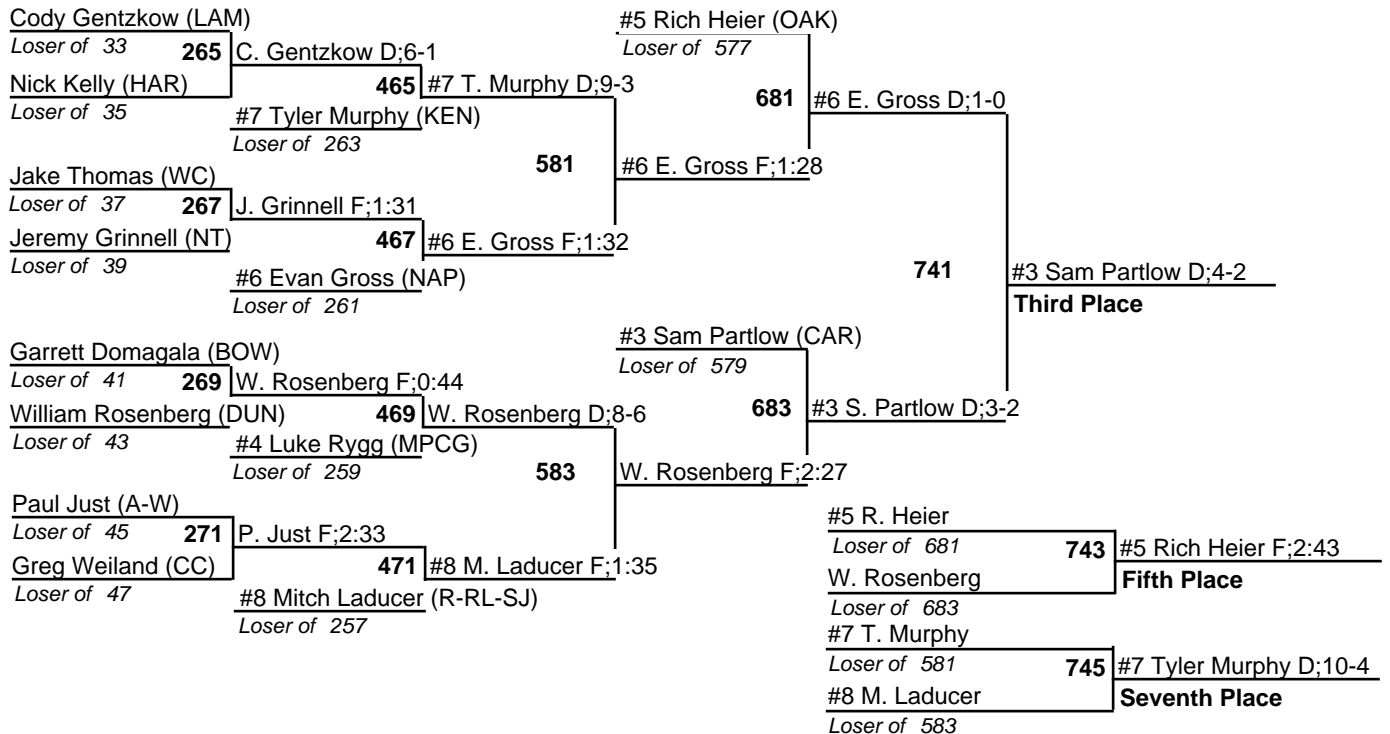 Cody Gentzkow (LAM)
Loser of 33
265
C. Gentzkow D;6-1
Nick Kelly (HAR)
Loser of 35
465
#7 T. Murphy D;9-3
#7 Tyler Murphy (KEN)
Loser of 263
581
#6 E. Gross F;1:28
Jake Thomas (WC)
Loser of 37
267
J. Grinnell F;1:31
Jeremy Grinnell (NT)
Loser of 39
467
#6 E. Gross F;1:32
#6 Evan Gross (NAP)
Loser of 261
#5 Rich Heier (OAK)
Loser of 577
681
#6 E. Gross D;1-0
741
#3 Sam Partlow D;4-2
Third Place
Garrett Domagala (BOW)
Loser of 41
269
W. Rosenberg F;0:44
William Rosenberg (DUN)
Loser of 43
469
W. Rosenberg D;8-6
#4 Luke Rygg (MPCG)
Loser of 259
583
W. Rosenberg F;2:27
Paul Just (A-W)
Loser of 45
271
P. Just F;2:33
Greg Weiland (CC)
Loser of 47
471
#8 M. Laducer F;1:35
#8 Mitch Laducer (R-RL-SJ)
Loser of 257
#3 Sam Partlow (CAR)
Loser of 579
683
#3 S. Partlow D;3-2
#5 R. Heier
Loser of 681
743
#5 Rich Heier F;2:43
W. Rosenberg
Fifth Place
Loser of 683
#7 T. Murphy
Loser of 581
745
#7 Tyler Murphy D;10-4
#8 M. Laducer
Seventh Place
Loser of 583